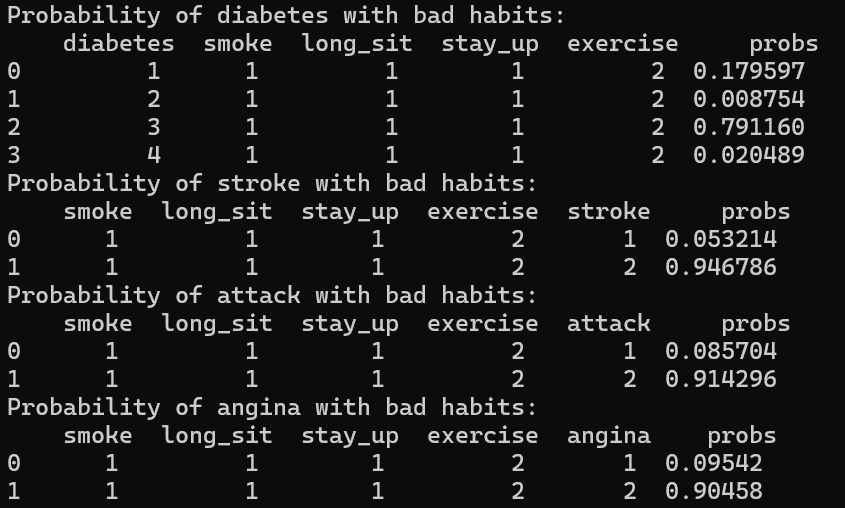 Probability of diabetes with bad habits:
    diabetes  smoke  long_sit  stay_up  exercise     probs
0         1      1         1        1         2  0.179597
1         2      1         1        1         2  0.008754
2         3      1         1        1         2  0.791160
3         4      1         1        1         2  0.020489
Probability of stroke with bad habits:
    smoke  long_sit  stay_up  exercise  stroke     probs
0      1         1        1         2       1  0.053214
1      1         1        1         2       2  0.946786
Probability of attack with bad habits:
    smoke  long_sit  stay_up  exercise  attack     probs
0      1         1        1         2       1  0.085704
1      1         1        1         2       2  0.914296
Probability of angina with bad habits:
    smoke  long_sit  stay_up  exercise  angina    probs
0      1         1        1         2       1  0.09542
1      1         1        1         2       2  0.90458